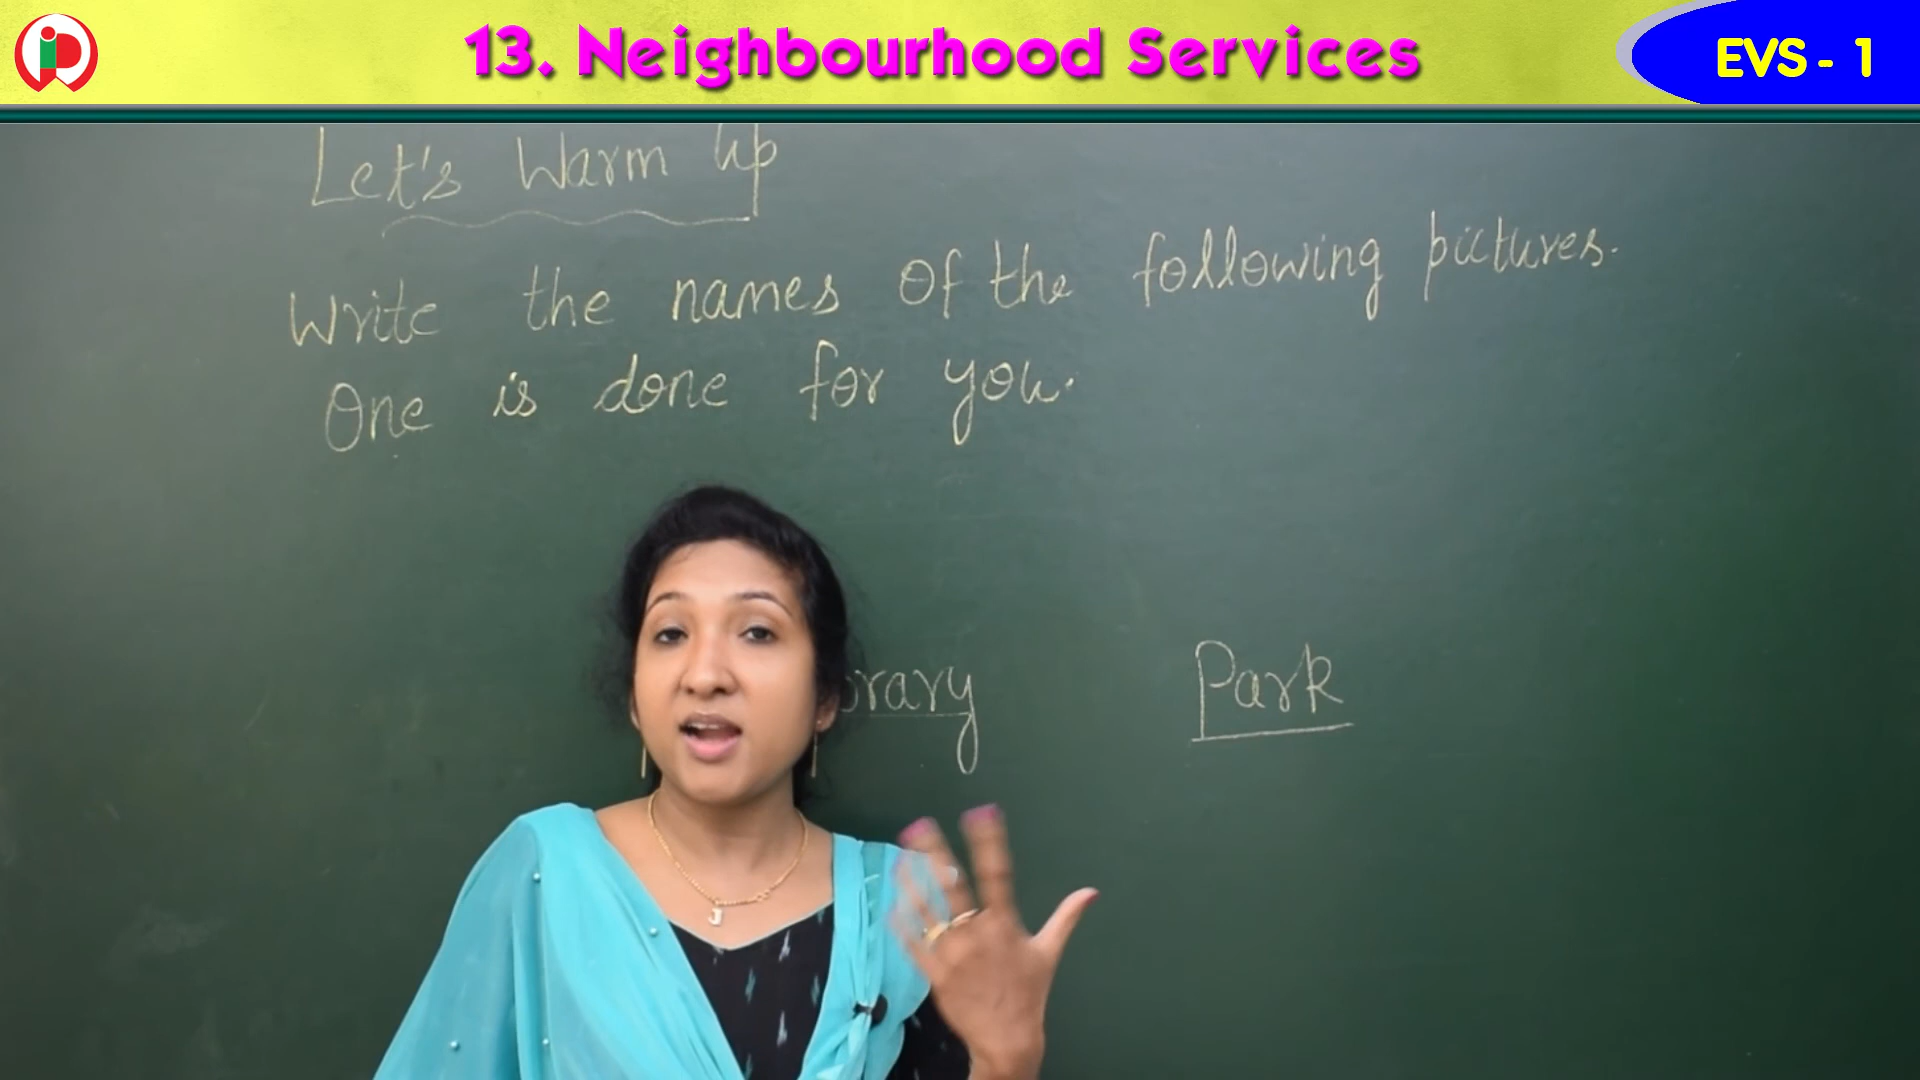 13. Neighbourhood Services
EVS - 1
Let's Warm Up
Write the names of the following pictures.
One is done for you.
Park